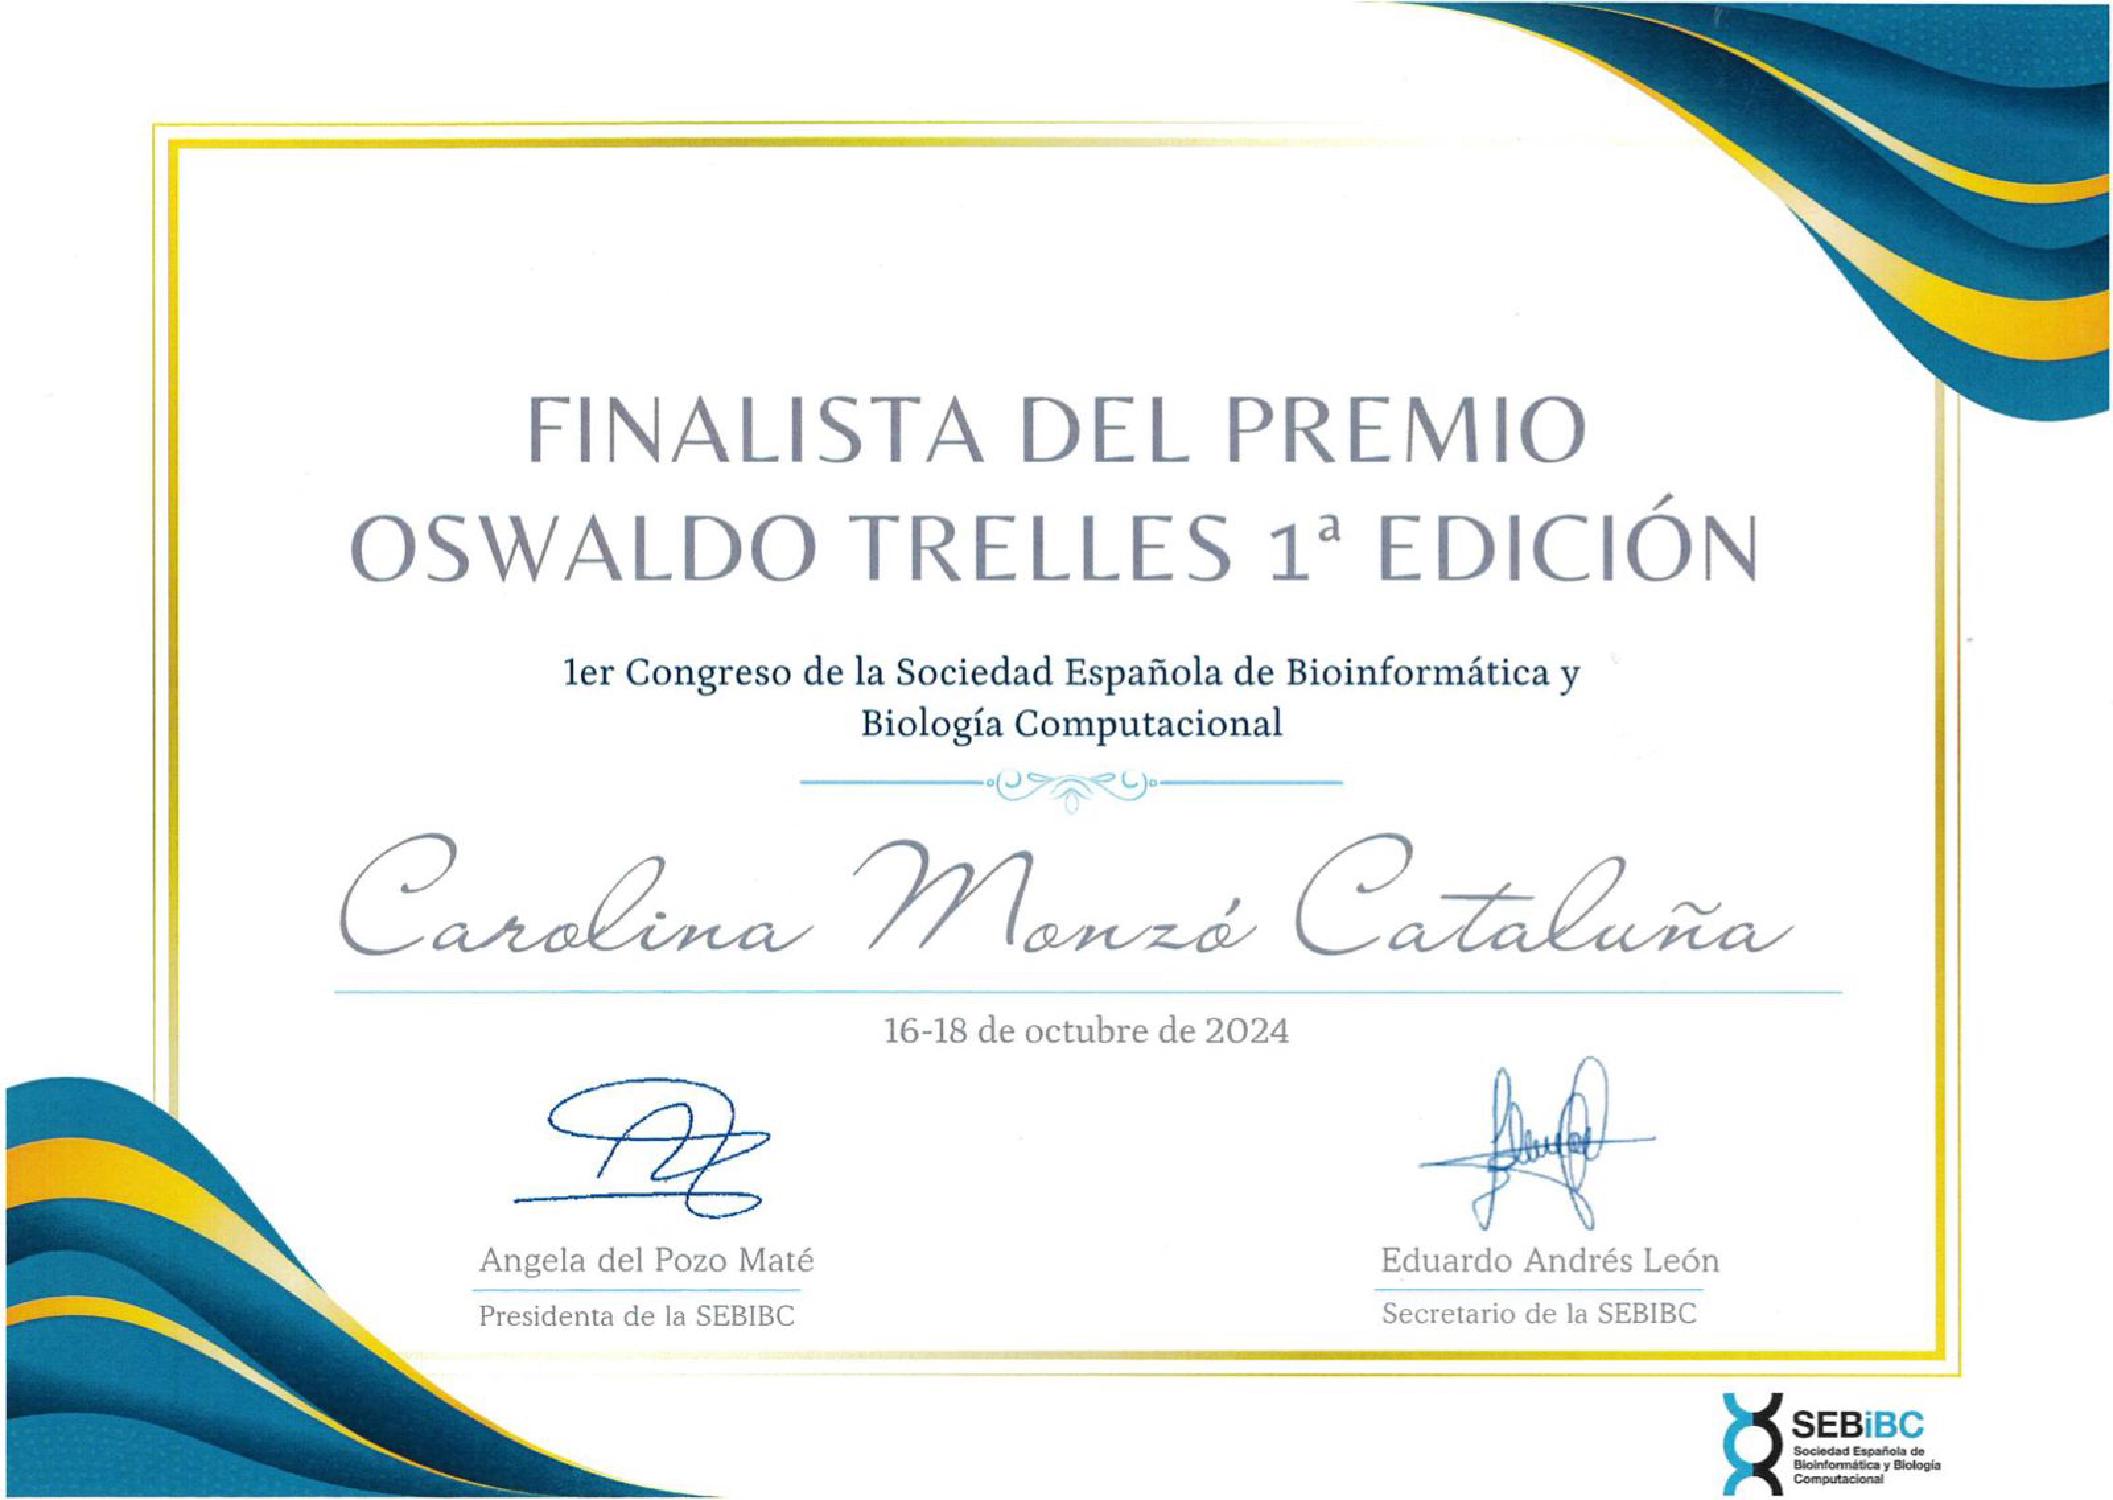 FINALISTA DEL PREMIO
OSWALDO TRELLES 1ª EDICIÓN
1er Congreso de la Sociedad Española de Bioinformática y
Biología Computacional
Carolina Monzó Cataluña
16-18 de octubre de 2024
Angela del Pozo Maté
Presidenta de la SEBIBC
Eduardo Andrés León
Secretario de la SEBIBC
SEBiBC
Sociedad Española de
Bioinformática y Biología
Computacional